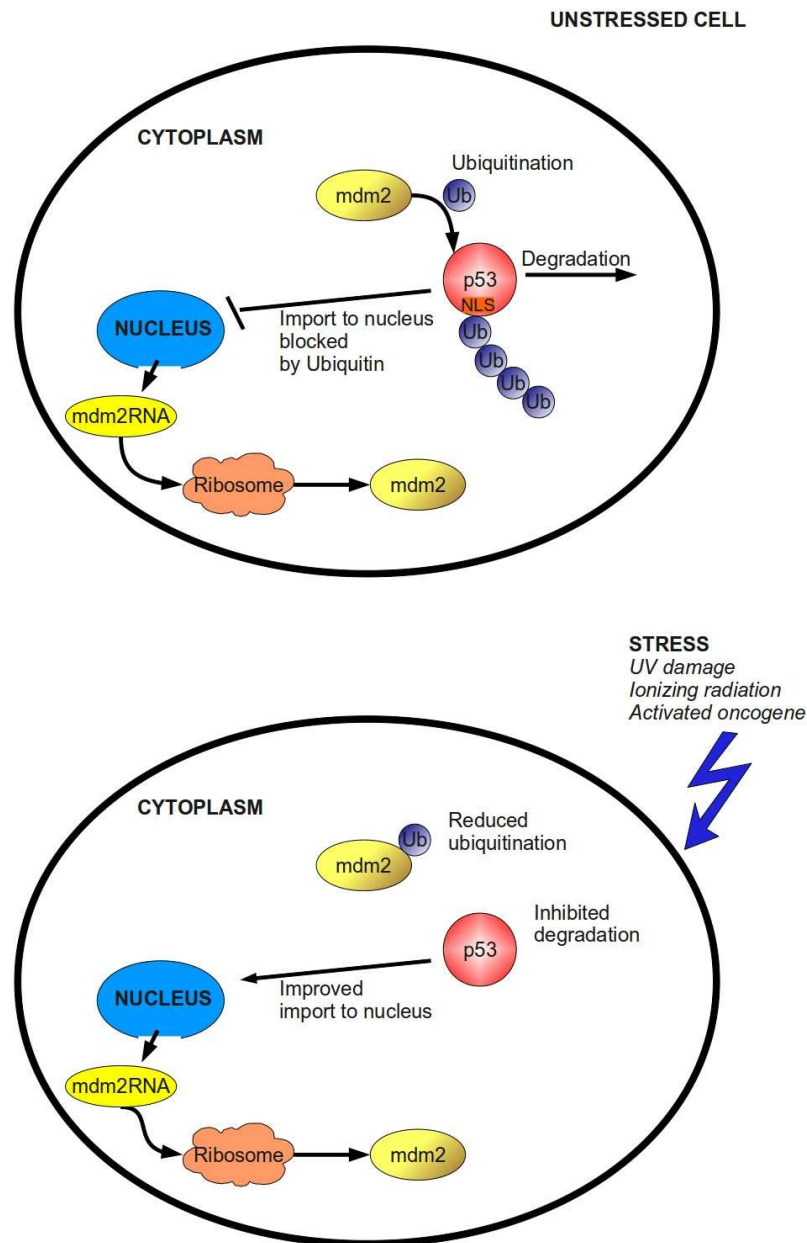 UNSTRESSED CELL
CYTOPLASM
Ubiquitination
mdm2
Ub
Degradation
p53
NLS
NUCLEUS
Import to nucleus
blocked
by Ubiquitin
Ub
Ub
Ub
Ub
mdm2RNA
Ribosome
mdm2
STRESS
UV damage
Ionizing radiation
Activated oncogene
CYTOPLASM
Reduced
ubiquitination
Ub
mdm2
Inhibited
degradation
p53
NUCLEUS
Improved
import to nucleus
mdm2RNA
Ribosome
mdm2